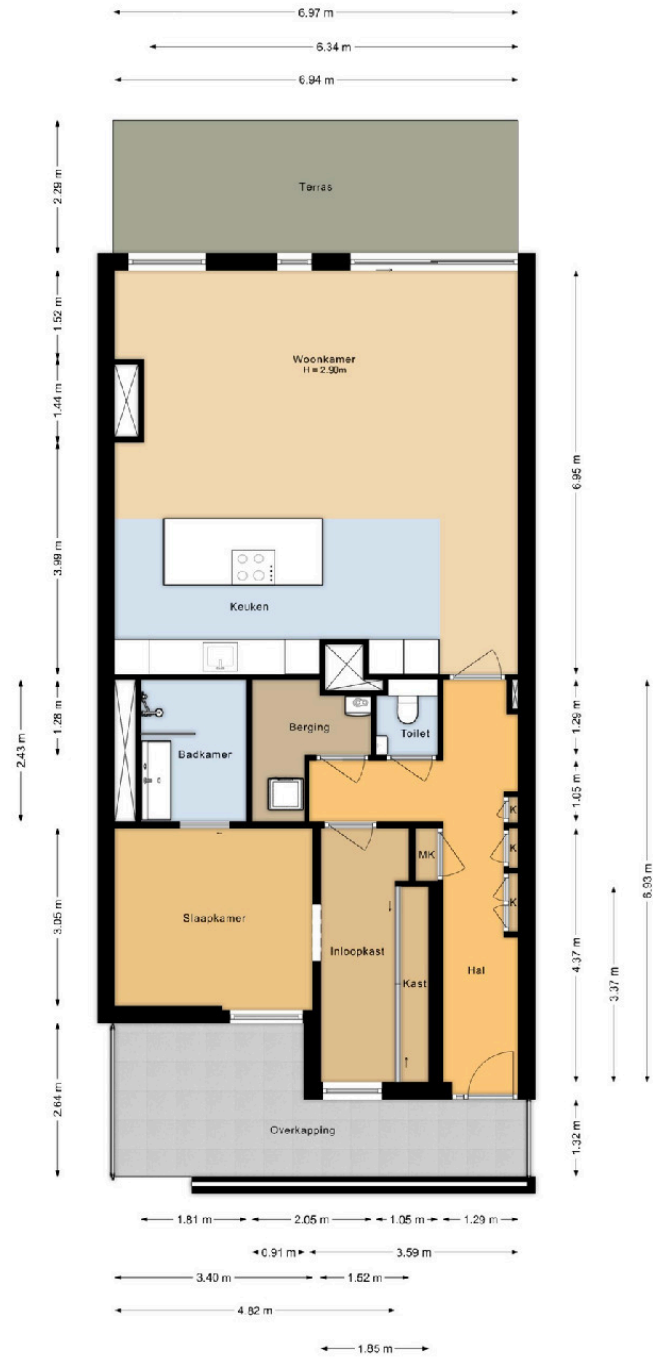 6.97 m
6.34 m
6.94 m
2.29 m
Terras
1.52 m
Woonkamer
H = 2.90m
1.44 m
6.95 m
3.99 m
Keuken
2.43 m
1.28 m
Berging
Toilet
Badkamer
1.29 m
1.05 m
K
MK
K
K
6.93 m
3.05 m
Slaapkamer
Inloopkast
Kast
Hal
4.37 m
3.37 m
2.64 m
Overkapping
1.32 m
1.81 m
2.05 m
1.05 m
1.29 m
0.91 m
3.59 m
3.40 m
1.52 m
4.82 m
1.85 m